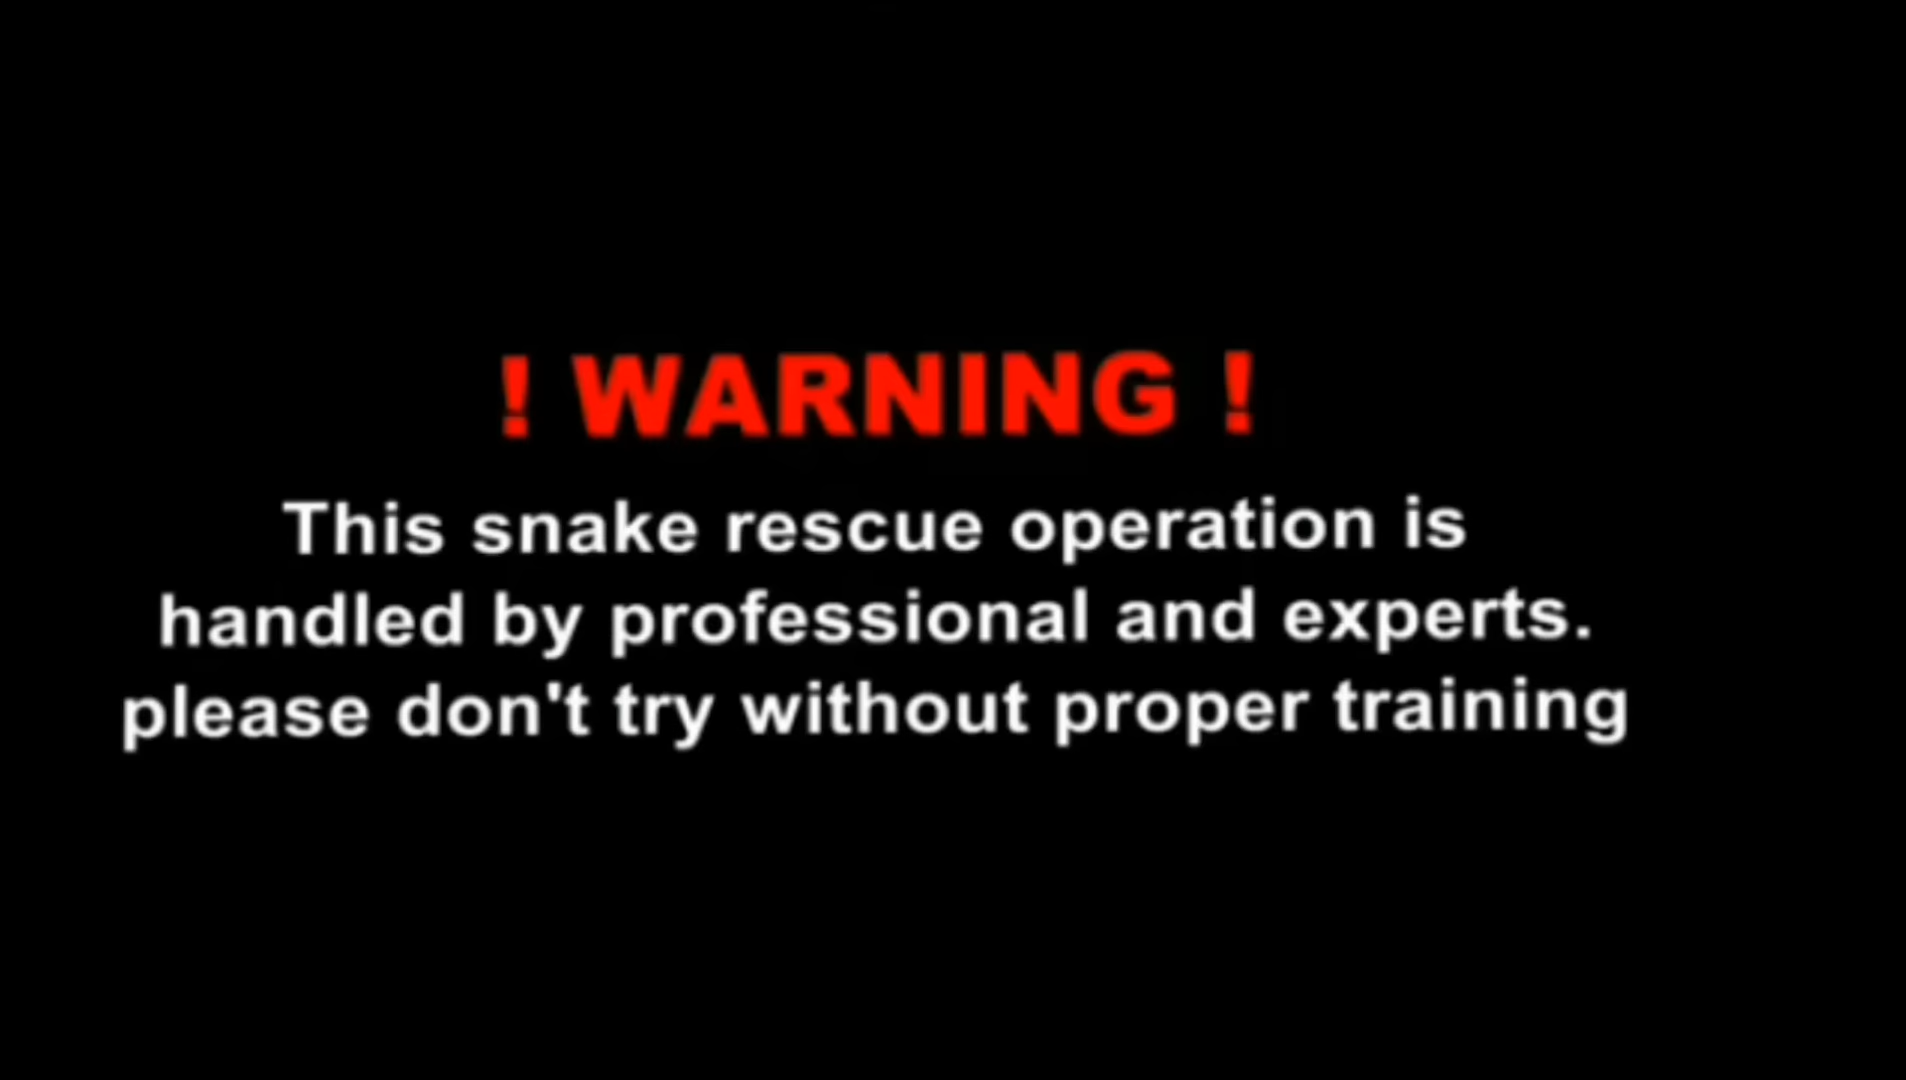 ! WARNING !
This snake rescue operation is
handled by professional and experts.
please don't try without proper training